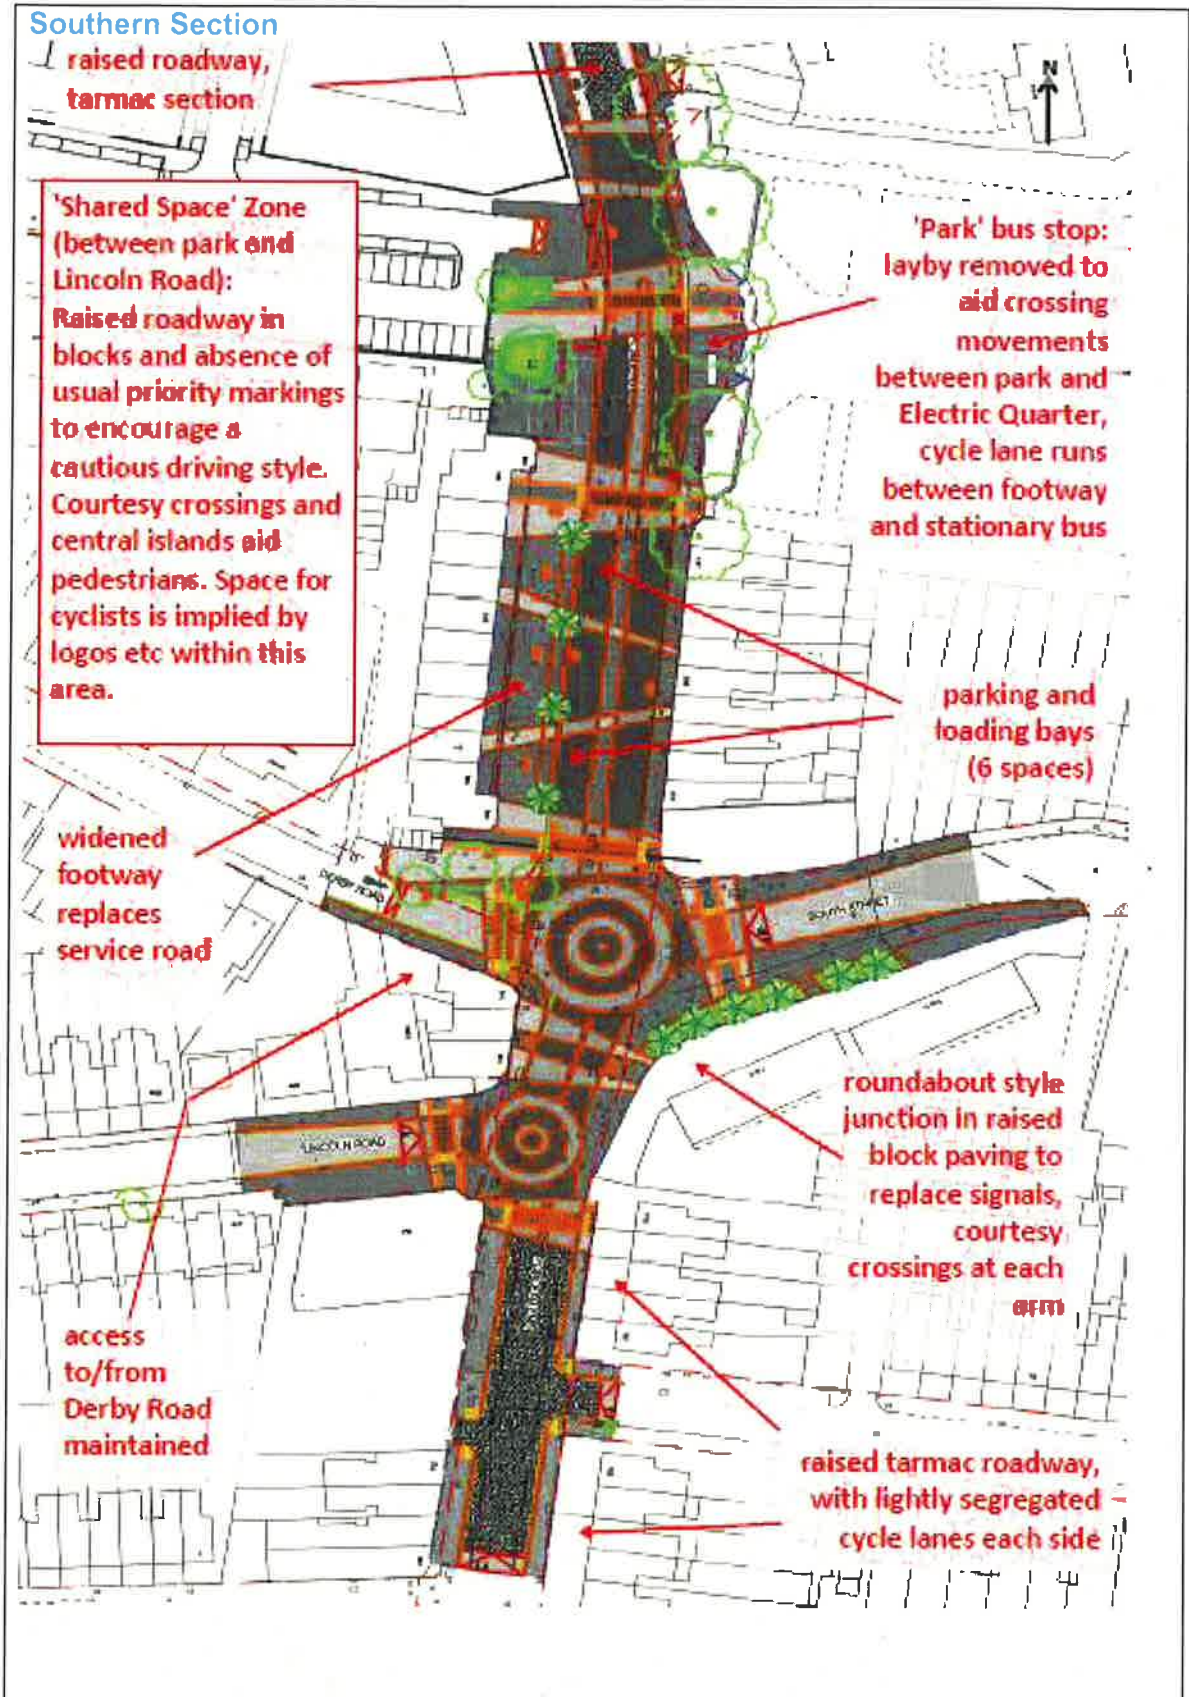 Southern Section
raised roadway,
tarmac section
N
'Shared Space' Zone
(between park and
Lincoln Road):
Raised roadway in
blocks and absence of
usual priority markings
to encourage a
cautious driving style.
Courtesy crossings and
central islands aid
pedestrians. Space for
cyclists is implied by
logos etc within this
area.
'Park' bus stop:
layby removed to
aid crossing
movements
between park and
Electric Quarter,
cycle lane runs
between footway
and stationary bus
parking and
loading bays
(6 spaces)
widened
footway
replaces
service road
DERBY ROAD
SOUTH STREET
LINCOLN ROAD
roundabout style
junction in raised
block paving to
replace signals,
courtesy
crossings at each
arm
access
to/from
Derby Road
maintained
raised tarmac roadway,
with lightly segregated
cycle lanes each side